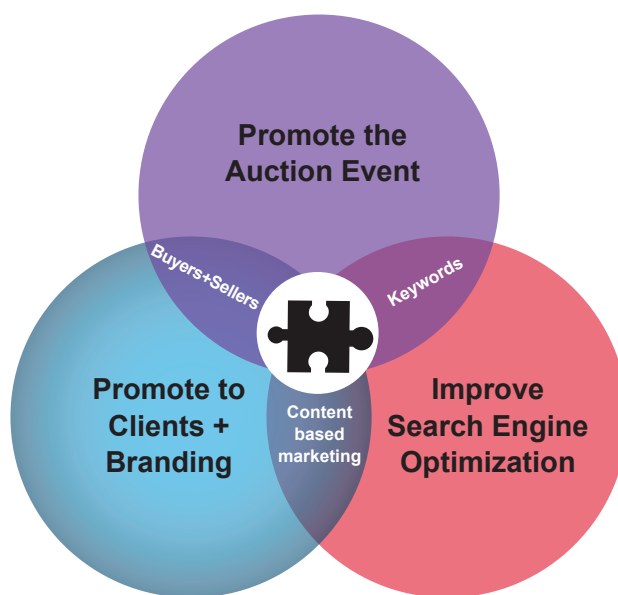 Promote the
Auction Event
Buyers+Sellers
Keywords
Promote to
Clients +
Branding
Content
based
marketing
Improve
Search Engine
Optimization